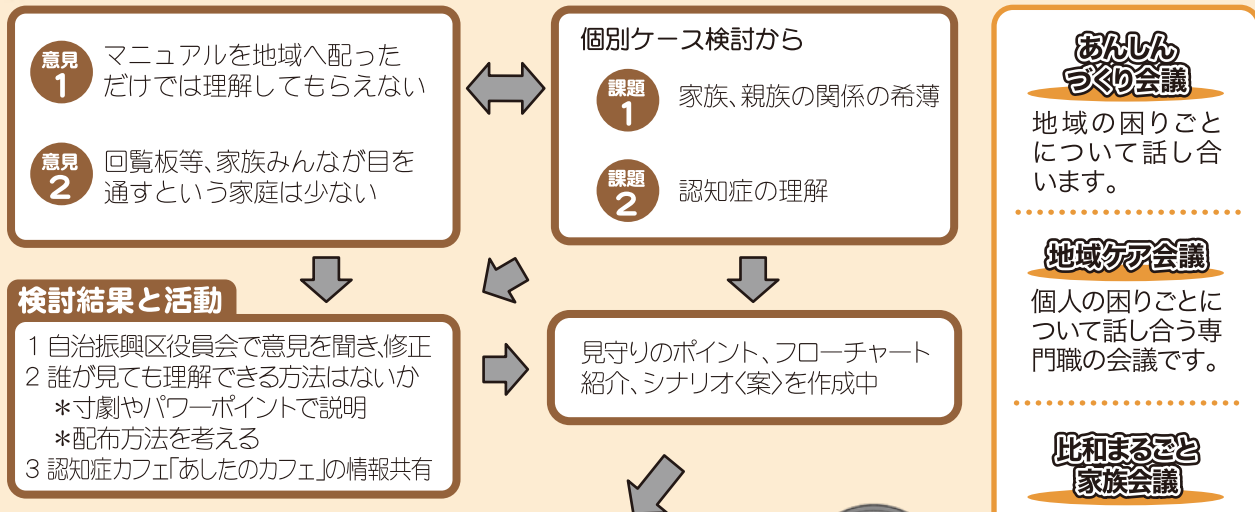 意見1 マニュアルを地域へ配った
だけでは理解してもらえない
意見2 回覧板等、家族みんなが目を
通すという家庭は少ない
個別ケース検討から
課題1 家族、親族の関係の希薄
課題2 認知症の理解
検討結果と活動
1 自治振興区役員会で意見を聞き、修正
2 誰が見ても理解できる方法はないか
＊寸劇やパワーポイントで説明
＊配布方法を考える
3 認知症カフェ「あしたのカフェ」の情報共有
見守りのポイント、フローチャート
紹介、シナリオ〈案〉を作成中
あんしん
づくり会議
地域の困りごと
について話し合
います。
地域ケア会議
個人の困りごとに
ついて話し合う専
門職の会議です。
比和まるごと
家族会議